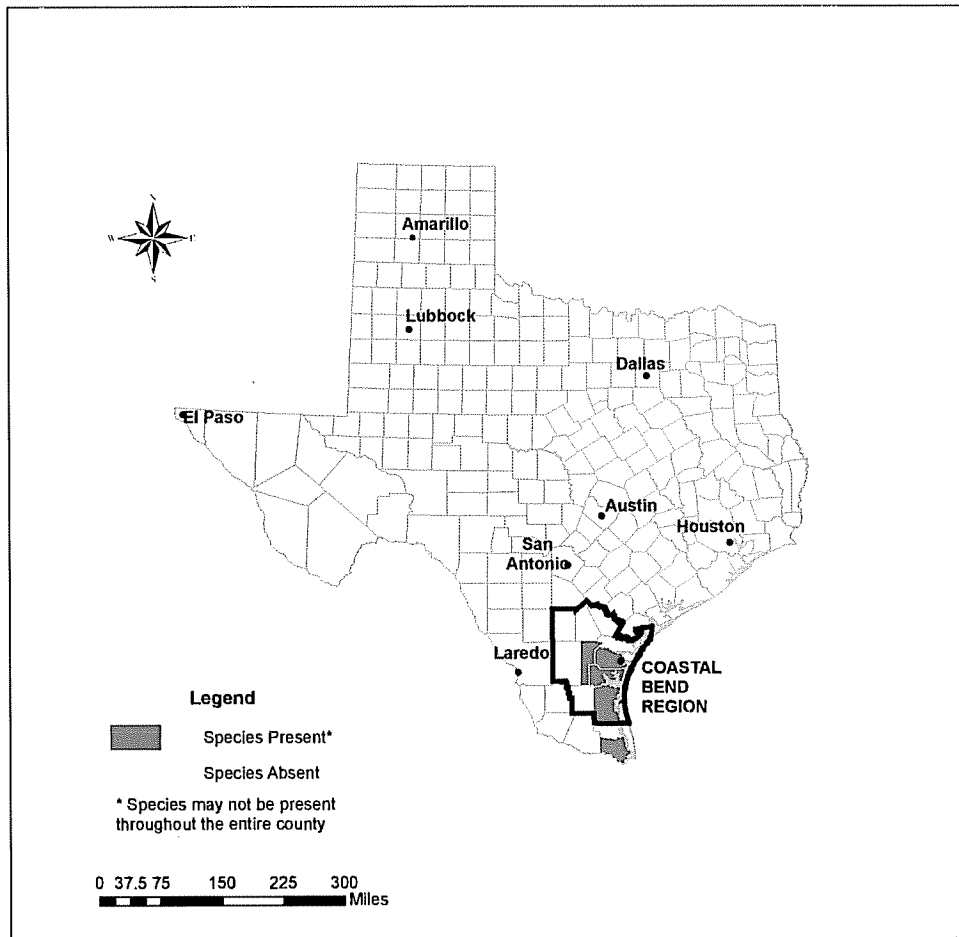 N
W
E
S
Amarillo
Lubbock
Dallas
El Paso
Austin
Houston
San
Antonio
Laredo
COASTAL
BEND
REGION
Legend
Species Present*
Species Absent
* Species may not be present
throughout the entire county
0 37.5 75 150 225 300
Miles